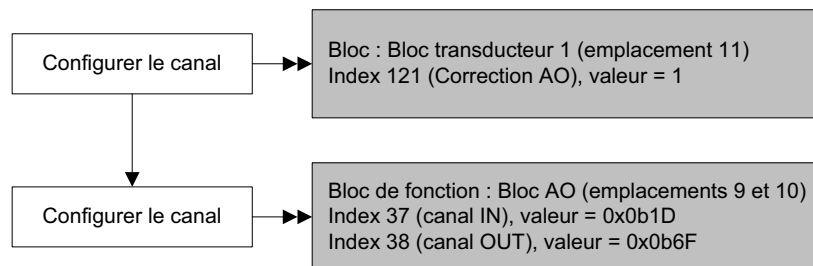 Configurer le canal
Bloc : Bloc transducteur 1 (emplacement 11)
Index 121 (Correction AO), valeur = 1
Configurer le canal
Bloc de fonction : Bloc AO (emplacements 9 et 10)
Index 37 (canal IN), valeur = 0x0b1D
Index 38 (canal OUT), valeur = 0x0b6F